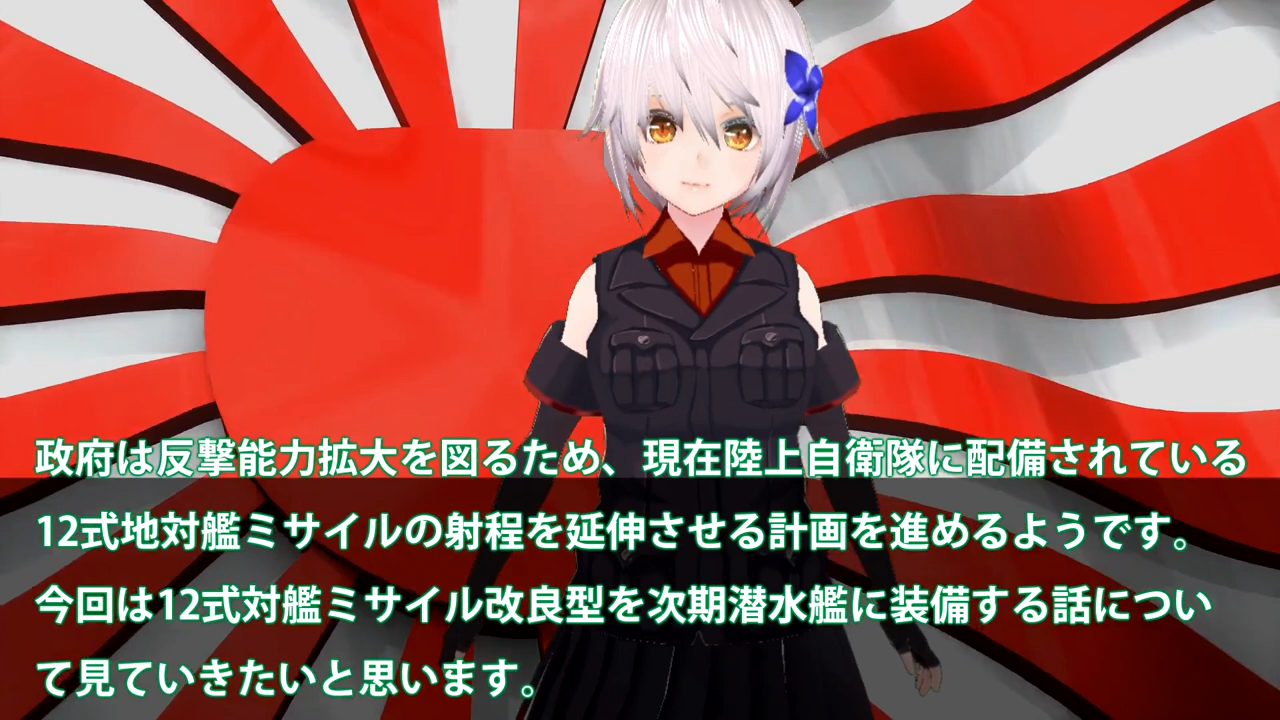 政府は反撃能力拡大を図るため、現在陸上自衛隊に配備されている
12式地対艦ミサイルの射程を延伸させる計画を進めるようです。
今回は12式対艦ミサイル改良型を次期潜水艦に装備する話につい
て見ていきたいと思います。